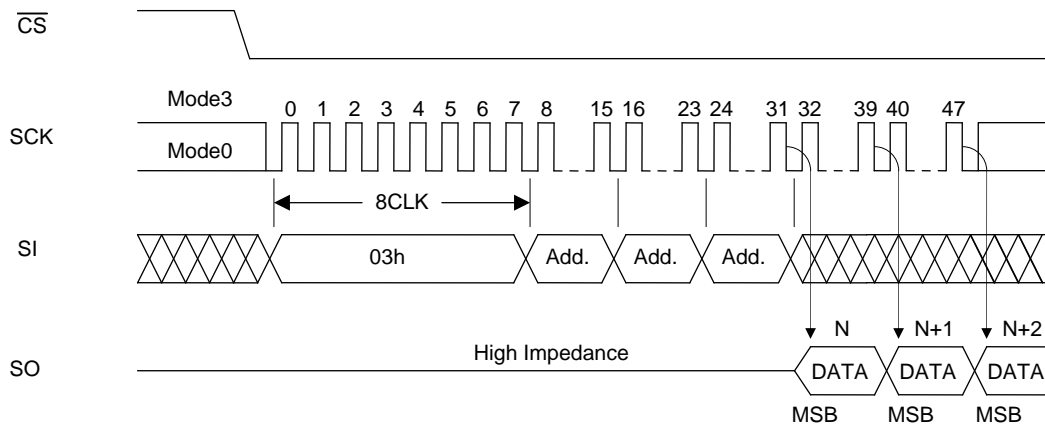 CS
Mode3
0 1 2 3 4 5 6 7 8 15 16 23 24 31 32 39 40 47
SCK
Mode0
8CLK
SI
03h Add. Add. Add.
N N+1 N+2
High Impedance
SO
DATA DATA DATA
MSB MSB MSB